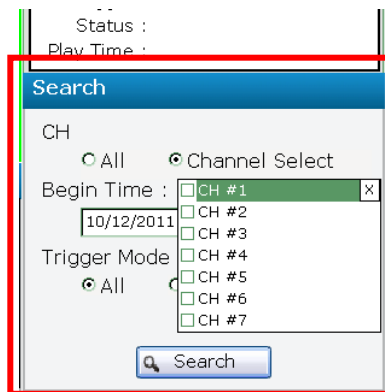 Status :
Play Time :
Search
CH
All Channel Select
Begin Time :
CH #1 X
CH #2
10/12/2011
CH #3
Trigger Mode
CH #4
CH #5
All
CH #6
CH #7
Search